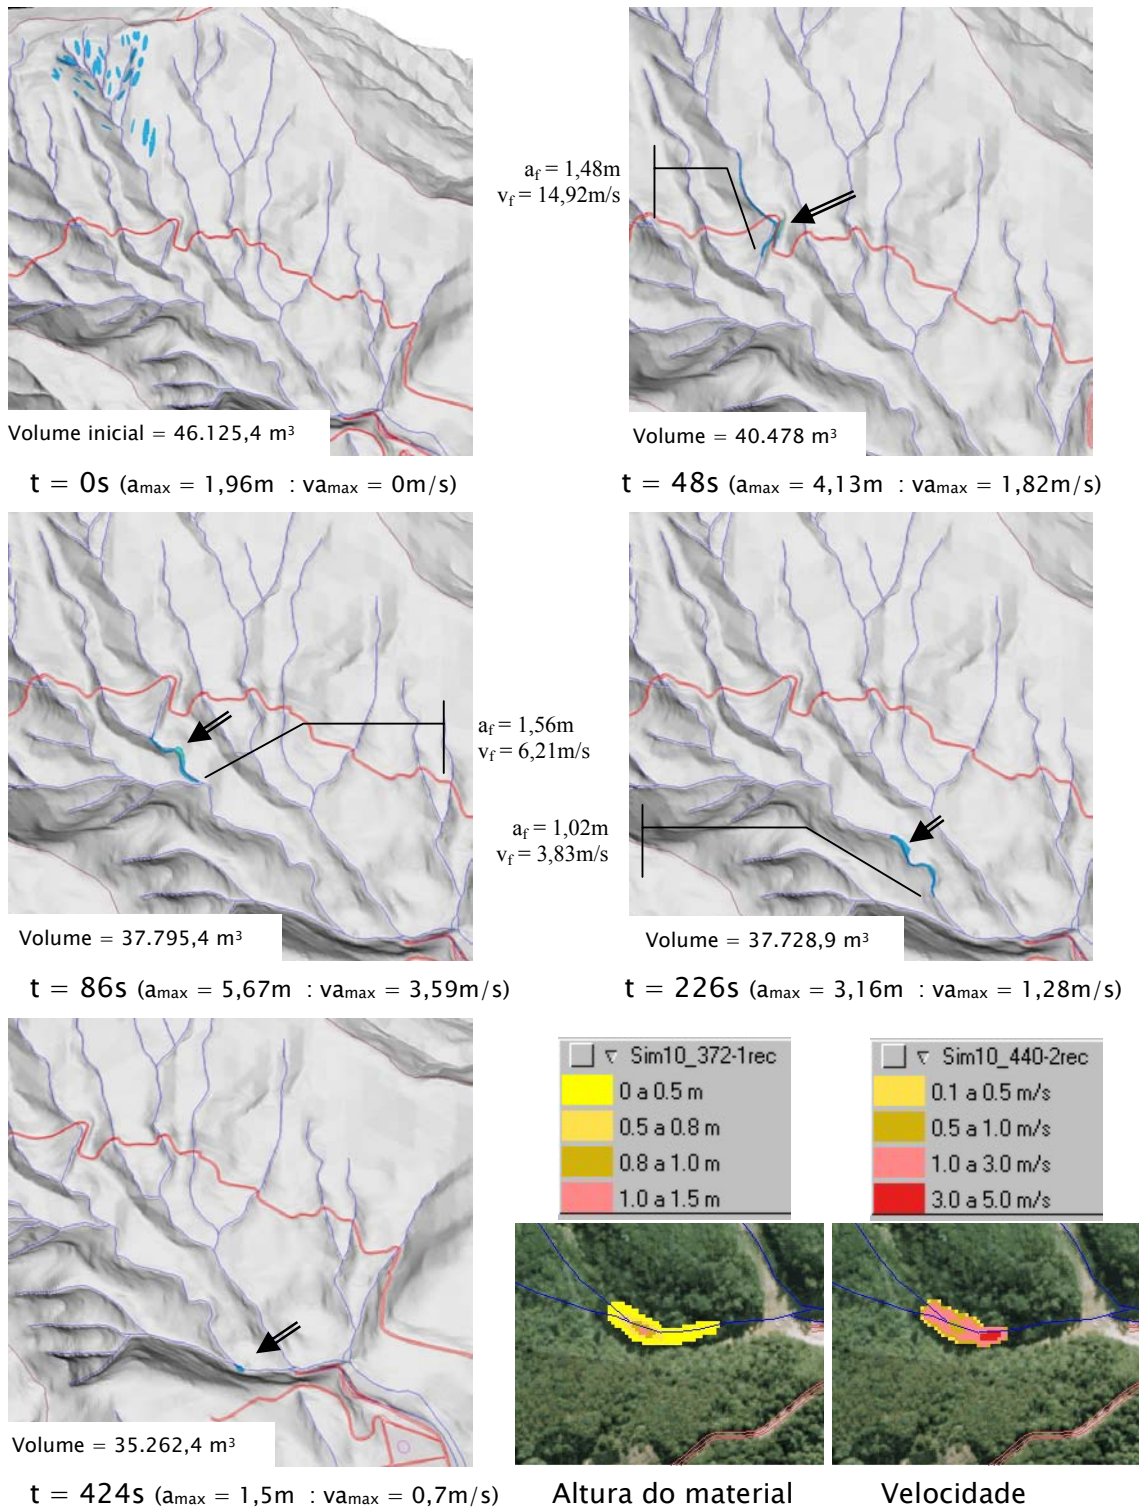 Volume inicial = 46.125,4 m³
t = 0s (amax = 1,96m : vamax = 0m/s)
af = 1,48m
vf = 14,92m/s
Volume = 40.478 m³
t = 48s (amax = 4,13m : vamax = 1,82m/s)
af = 1,56m
vf = 6,21m/s
Volume = 37.795,4 m³
t = 86s (amax = 5,67m : vamax = 3,59m/s)
af = 1,02m
vf = 3,83m/s
Volume = 37.728,9 m³
t = 226s (amax = 3,16m : vamax = 1,28m/s)
Volume = 35.262,4 m³
t = 424s (amax = 1,5m : vamax = 0,7m/s)
Sim10_372-1rec
0 a 0.5 m
0.5 a 0.8 m
0.8 a 1.0 m
1.0 a 1.5 m
Altura do material
Sim10_440-2rec
0.1 a 0.5 m/s
0.5 a 1.0 m/s
1.0 a 3.0 m/s
3.0 a 5.0 m/s
Velocidade